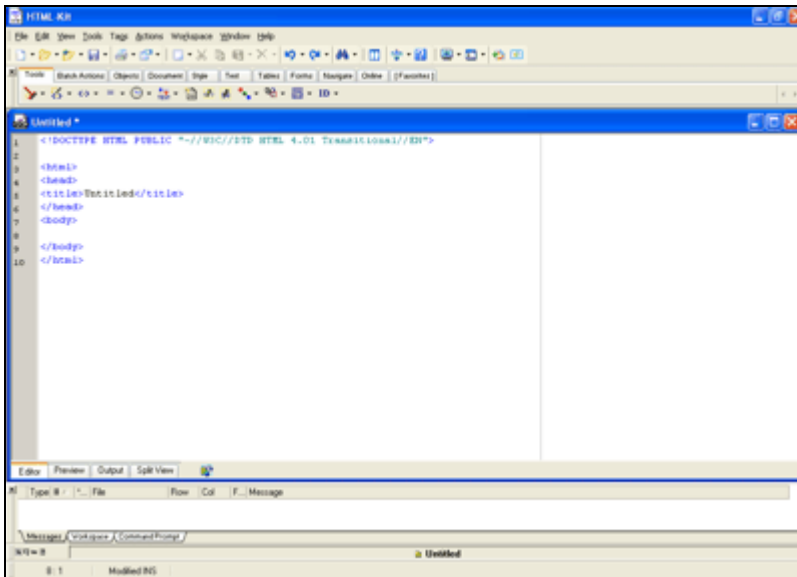 HTML-Kit
File Edit View Tools Tags Actions Workspace Window Help
Tools Batch Actions Objects Document Style Text Tables Forms Navigate Online [Favorites]
ID
Untitled *
1 <!DOCTYPE HTML PUBLIC "-//W3C//DTD HTML 4.01 Transitional//EN">
2
3 <html>
4 <head>
5 <title>Untitled</title>
6 </head>
7 <body>
8
9 </body>
10 </html>
Editor Preview Output Split View
Type # File Row Col F... Message
Messages Workspace Command Prompt
Untitled
8 : 1 Modified INS